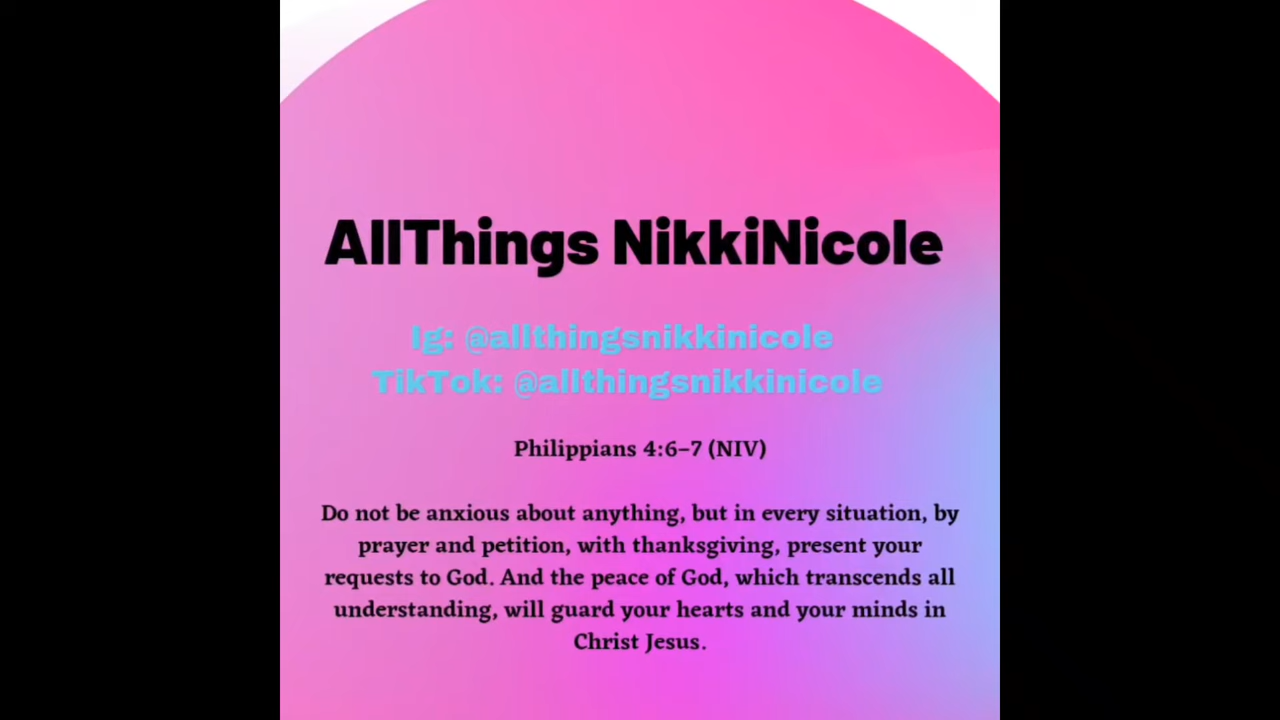 AllThings NikkiNicole
Ig: @allthingsnikkinicole
TikTok: @allthingsnikkinicole
Philippians 4:6–7 (NIV)
Do not be anxious about anything, but in every situation, by
prayer and petition, with thanksgiving, present your
requests to God. And the peace of God, which transcends all
understanding, will guard your hearts and your minds in
Christ Jesus.